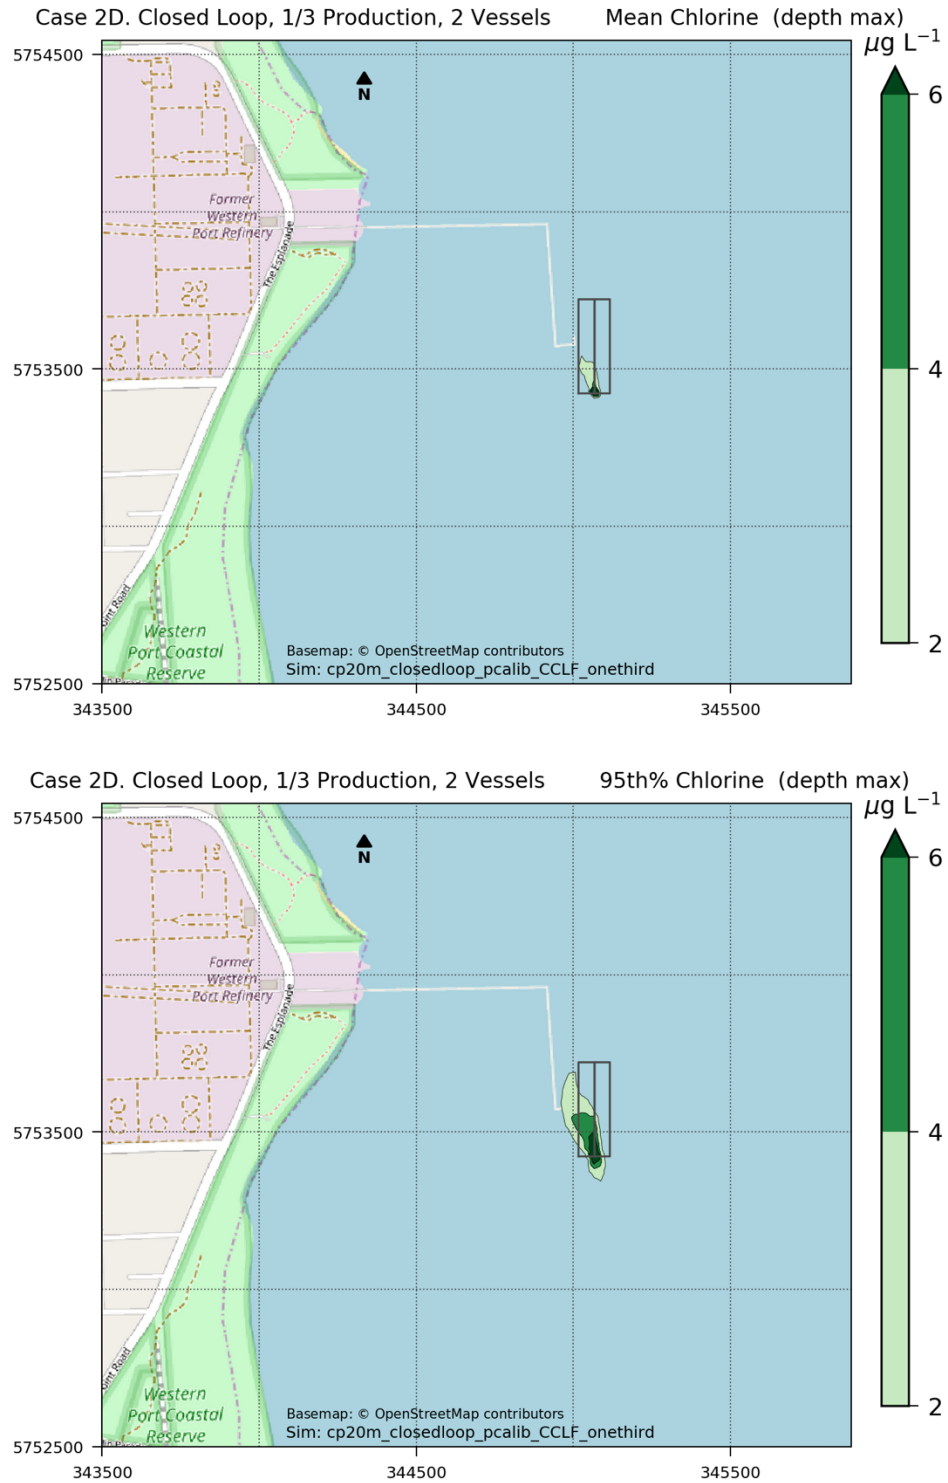 Case 2D. Closed Loop, 1/3 Production, 2 Vessels Mean Chlorine (depth max)
μg L⁻¹
5754500
N
6
Former
Western
Port Refinery
The Esplanade
4
5753500
oint Road
Western
Port Coastal
Reserve
Basemap: © OpenStreetMap contributors
Sim: cp20m_closedloop_pcalib_CCLF_onethird
2
5752500
343500 344500 345500
Case 2D. Closed Loop, 1/3 Production, 2 Vessels 95th% Chlorine (depth max)
μg L⁻¹
5754500
N
6
Former
Western
Port Refinery
The Esplanade
4
5753500
oint Road
Western
Port Coastal
Reserve
Basemap: © OpenStreetMap contributors
Sim: cp20m_closedloop_pcalib_CCLF_onethird
2
5752500
343500 344500 345500